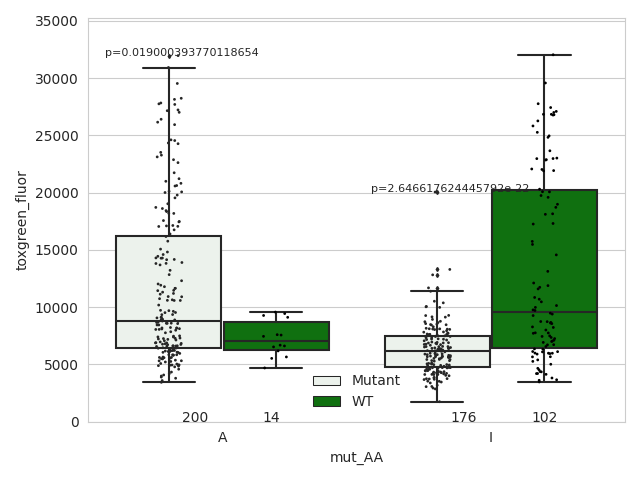 35000
30000
25000
20000
15000
10000
5000
0
toxgreen_fluor
p=0.019000393770118654
p=2.646617624445792e-22
Mutant
WT
200
14
176
102
A
I
mut_AA